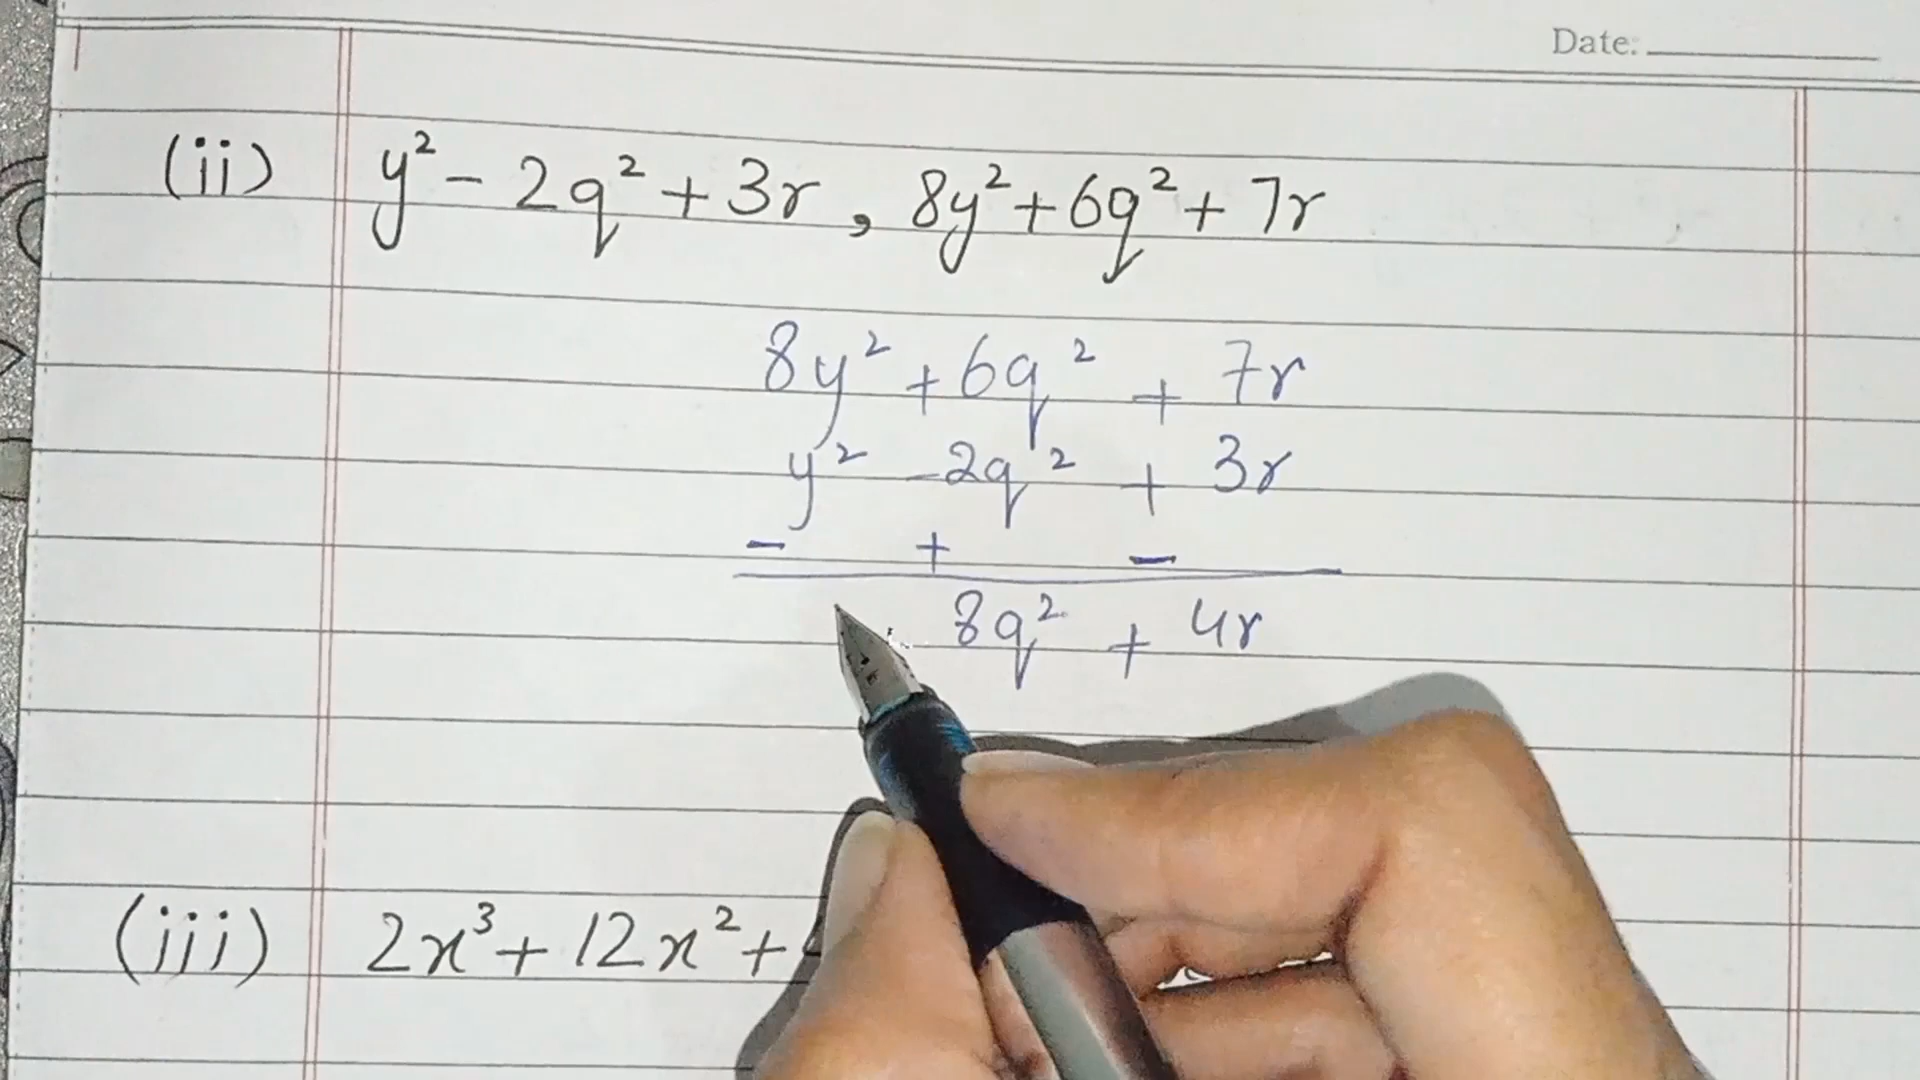 Date:
(ii) y² - 2q² + 3r, 8y² + 6q² + 7r
8y² + 6q² + 7r
y² - 2q² + 3r
- + -
8q² + 4r
(iii) 2x³ + 12x² +